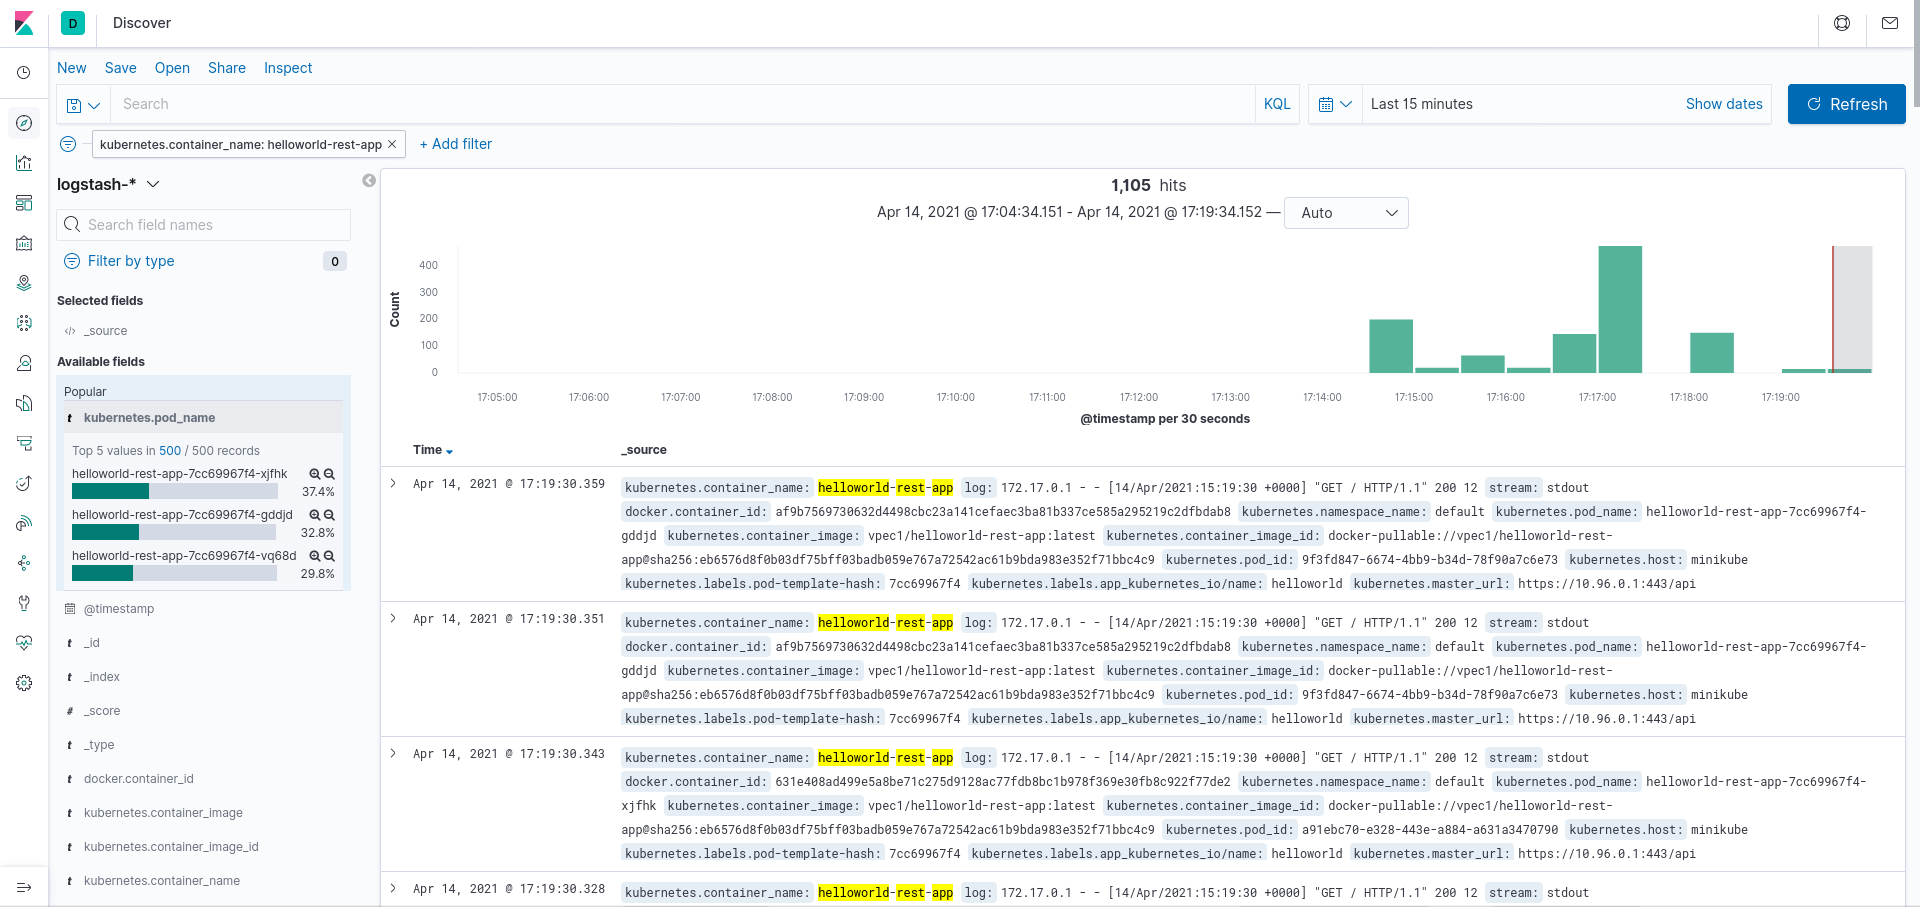 D Discover
New Save Open Share Inspect
Search KQL Last 15 minutes Show dates Refresh
kubernetes.container_name: helloworld-rest-app × + Add filter
logstash-*
Search field names
Filter by type 0
Selected fields
</> _source
Available fields
Popular
t kubernetes.pod_name
Top 5 values in 500 / 500 records
helloworld-rest-app-7cc69967f4-xjfhk
37.4%
helloworld-rest-app-7cc69967f4-gddjd
32.8%
helloworld-rest-app-7cc69967f4-vq68d
29.8%
@timestamp
t _id
t _index
# _score
t _type
t docker.container_id
t kubernetes.container_image
t kubernetes.container_image_id
t kubernetes.container_name
1,105 hits
Apr 14, 2021 @ 17:04:34.151 - Apr 14, 2021 @ 17:19:34.152 — Auto
Count
400
300
200
100
0
17:05:00 17:06:00 17:07:00 17:08:00 17:09:00 17:10:00 17:11:00 17:12:00 17:13:00 17:14:00 17:15:00 17:16:00 17:17:00 17:18:00 17:19:00
@timestamp per 30 seconds
Time _source
Apr 14, 2021 @ 17:19:30.359 kubernetes.container_name: helloworld-rest-app log: 172.17.0.1 - - [14/Apr/2021:15:19:30 +0000] "GET / HTTP/1.1" 200 12 stream: stdout
docker.container_id: af9b7569730632d4498cbc23a141cefaec3ba81b337ce585a295219c2dfbdab8 kubernetes.namespace_name: default kubernetes.pod_name: helloworld-rest-app-7cc69967f4-
gddjd kubernetes.container_image: vpec1/helloworld-rest-app:latest kubernetes.container_image_id: docker-pullable://vpec1/helloworld-rest-
app@sha256:eb6576d8f0b03df75bff03badb059e767a72542ac61b9bda983e352f71bbc4c9 kubernetes.pod_id: 9f3fd847-6674-4bb9-b34d-78f90a7c6e73 kubernetes.host: minikube
kubernetes.labels.pod-template-hash: 7cc69967f4 kubernetes.labels.app_kubernetes_io/name: helloworld kubernetes.master_url: https://10.96.0.1:443/api
Apr 14, 2021 @ 17:19:30.351 kubernetes.container_name: helloworld-rest-app log: 172.17.0.1 - - [14/Apr/2021:15:19:30 +0000] "GET / HTTP/1.1" 200 12 stream: stdout
docker.container_id: af9b7569730632d4498cbc23a141cefaec3ba81b337ce585a295219c2dfbdab8 kubernetes.namespace_name: default kubernetes.pod_name: helloworld-rest-app-7cc69967f4-
gddjd kubernetes.container_image: vpec1/helloworld-rest-app:latest kubernetes.container_image_id: docker-pullable://vpec1/helloworld-rest-
app@sha256:eb6576d8f0b03df75bff03badb059e767a72542ac61b9bda983e352f71bbc4c9 kubernetes.pod_id: 9f3fd847-6674-4bb9-b34d-78f90a7c6e73 kubernetes.host: minikube
kubernetes.labels.pod-template-hash: 7cc69967f4 kubernetes.labels.app_kubernetes_io/name: helloworld kubernetes.master_url: https://10.96.0.1:443/api
Apr 14, 2021 @ 17:19:30.343 kubernetes.container_name: helloworld-rest-app log: 172.17.0.1 - - [14/Apr/2021:15:19:30 +0000] "GET / HTTP/1.1" 200 12 stream: stdout
docker.container_id: 631e408ad499e5a8be71c275d9128ac77fdb8bc1b978f369e30fb8c922f77de2 kubernetes.namespace_name: default kubernetes.pod_name: helloworld-rest-app-7cc69967f4-
xjfhk kubernetes.container_image: vpec1/helloworld-rest-app:latest kubernetes.container_image_id: docker-pullable://vpec1/helloworld-rest-
app@sha256:eb6576d8f0b03df75bff03badb059e767a72542ac61b9bda983e352f71bbc4c9 kubernetes.pod_id: a91ebc70-e328-443e-a884-a631a3470790 kubernetes.host: minikube
kubernetes.labels.pod-template-hash: 7cc69967f4 kubernetes.labels.app_kubernetes_io/name: helloworld kubernetes.master_url: https://10.96.0.1:443/api
Apr 14, 2021 @ 17:19:30.328 kubernetes.container_name: helloworld-rest-app log: 172.17.0.1 - - [14/Apr/2021:15:19:30 +0000] "GET / HTTP/1.1" 200 12 stream: stdout